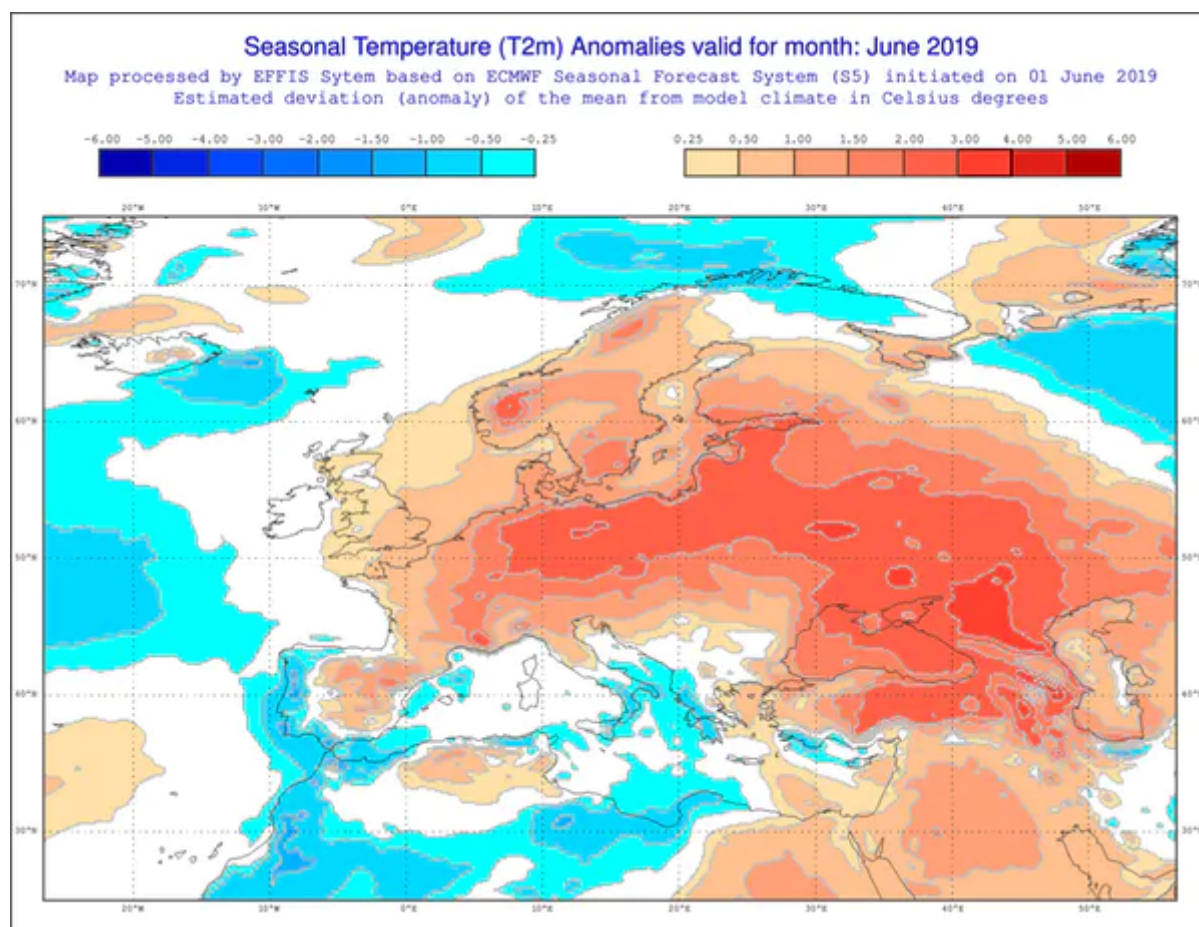 Seasonal Temperature (T2m) Anomalies valid for month: June 2019
Map processed by EFFIS Sytem based on ECMWF Seasonal Forecast System (S5) initiated on 01 June 2019
Estimated deviation (anomaly) of the mean from model climate in Celsius degrees
-6.00 -5.00 -4.00 -3.00 -2.00 -1.50 -1.00 -0.50 -0.25 0.25 0.50 1.00 1.50 2.00 3.00 4.00 5.00 6.00
20°W 10°W 0°E 10°E 20°E 30°E 40°E 50°E
70°N 70°N
60°N 60°N
50°N 50°N
40°N 40°N
30°N 30°N
20°W 10°W 0°E 10°E 20°E 30°E 40°E 50°E